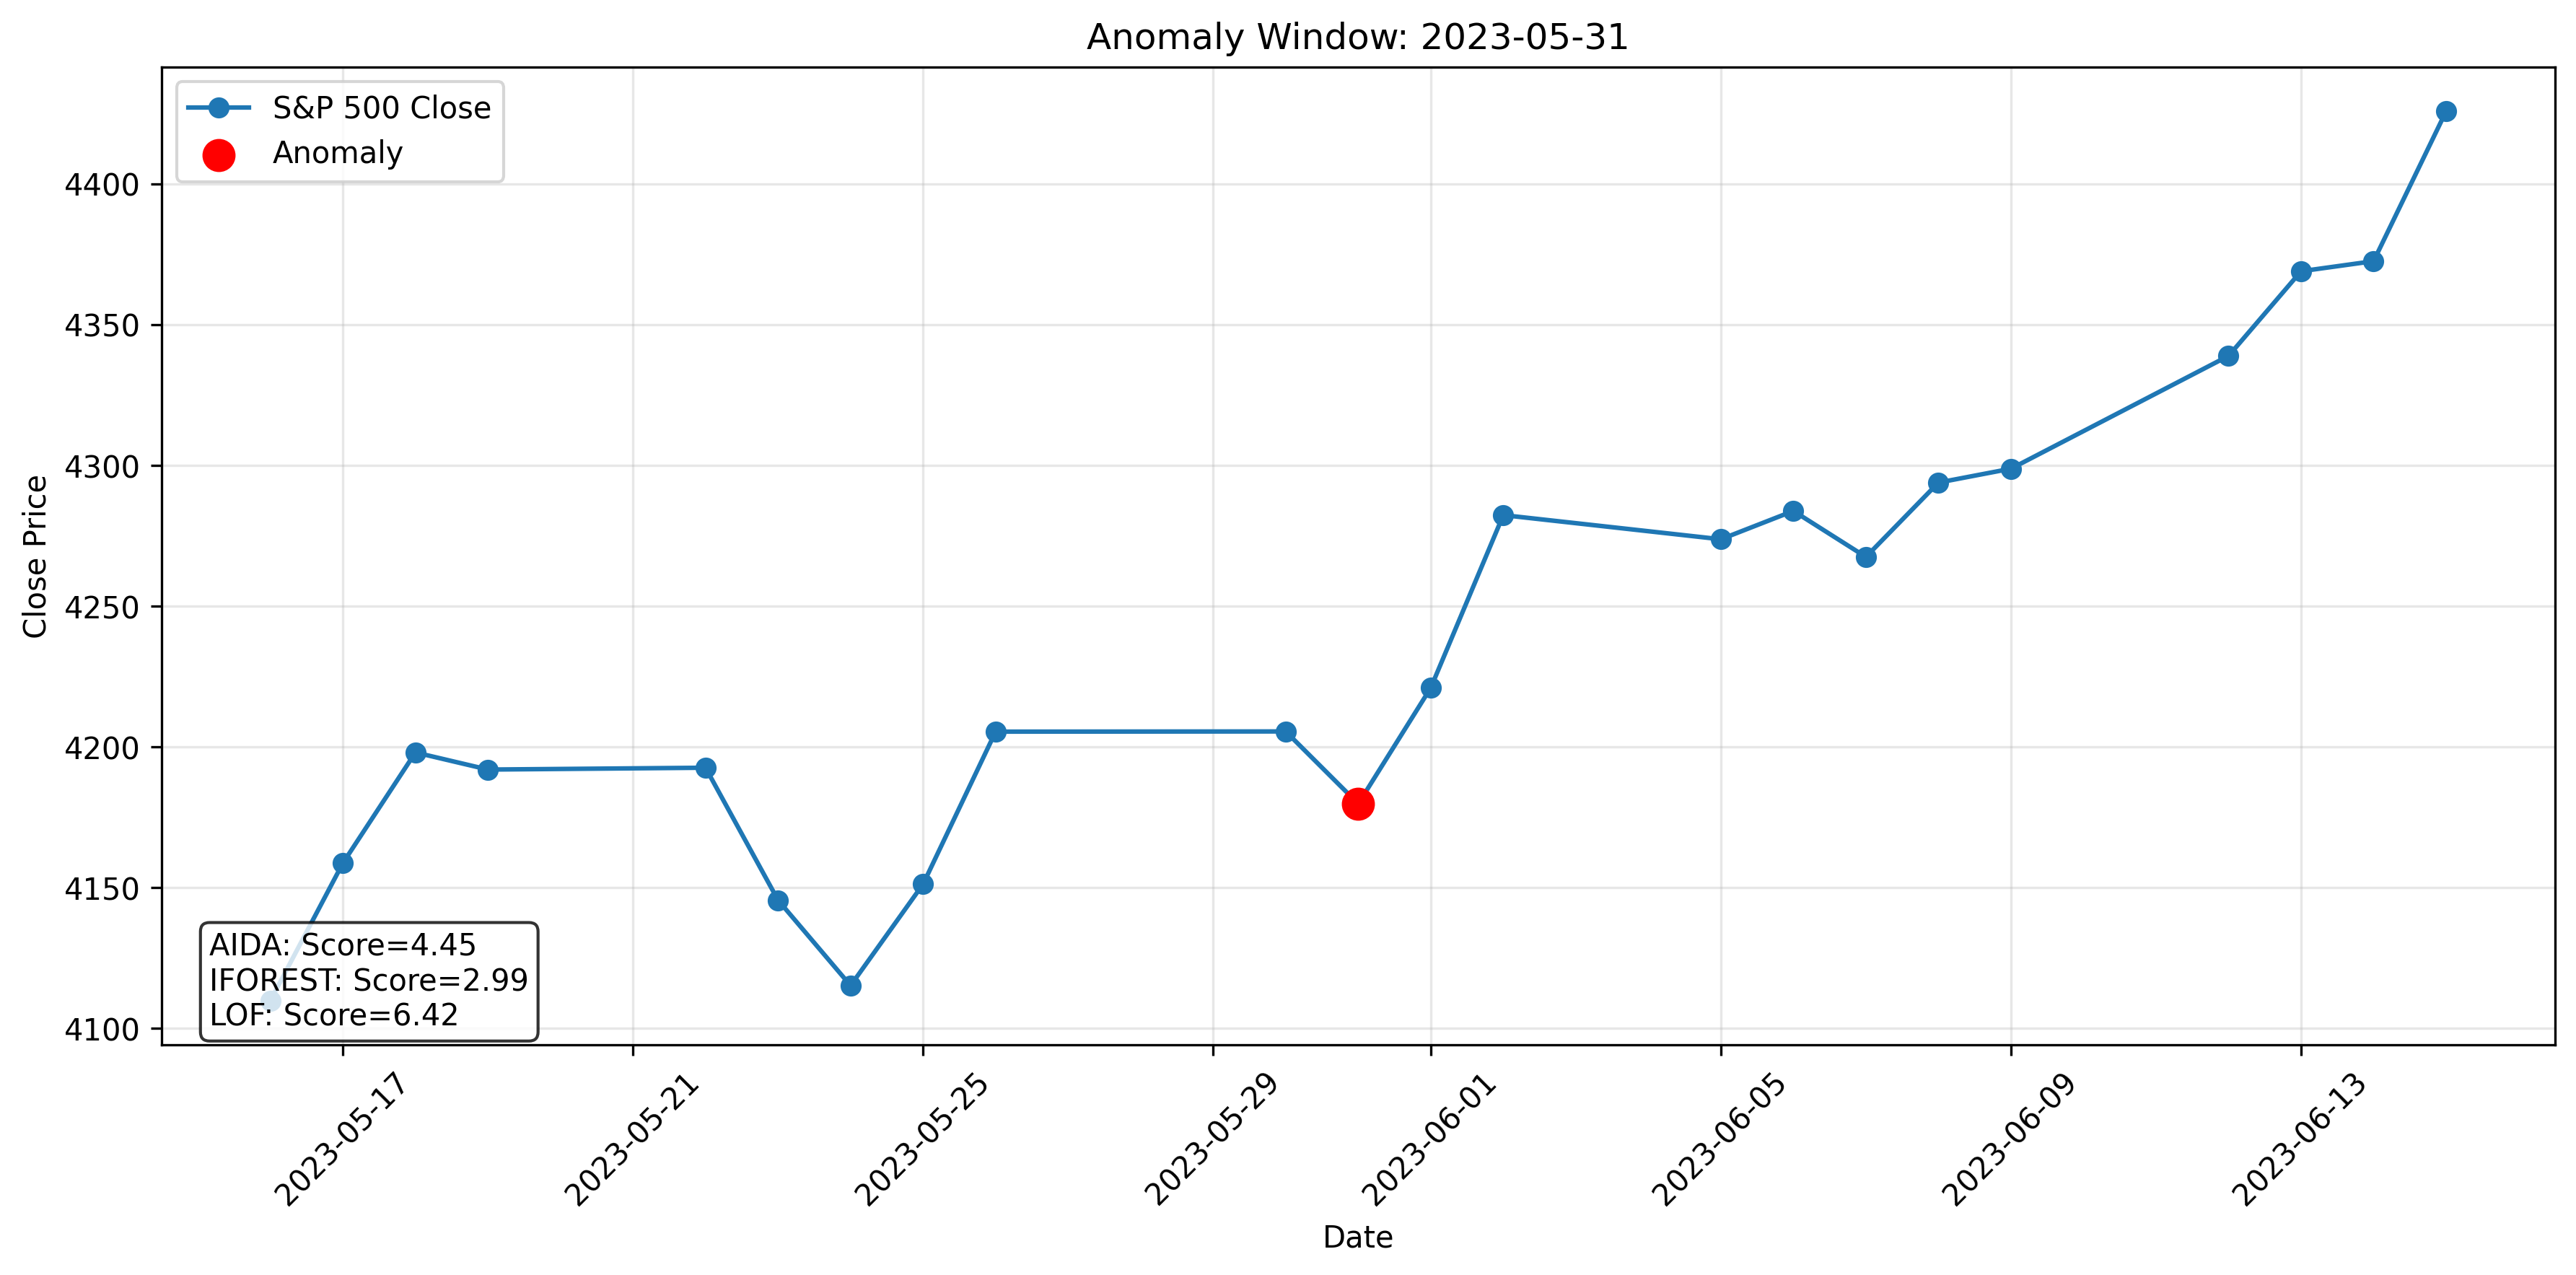 Anomaly Window: 2023-05-31
S&P 500 Close
Anomaly
4400
4350
4300
4250
4200
4150
4100
Close Price
AIDA: Score=4.45
IFOREST: Score=2.99
LOF: Score=6.42
2023-05-17
2023-05-21
2023-05-25
2023-05-29
2023-06-01
2023-06-05
2023-06-09
2023-06-13
Date